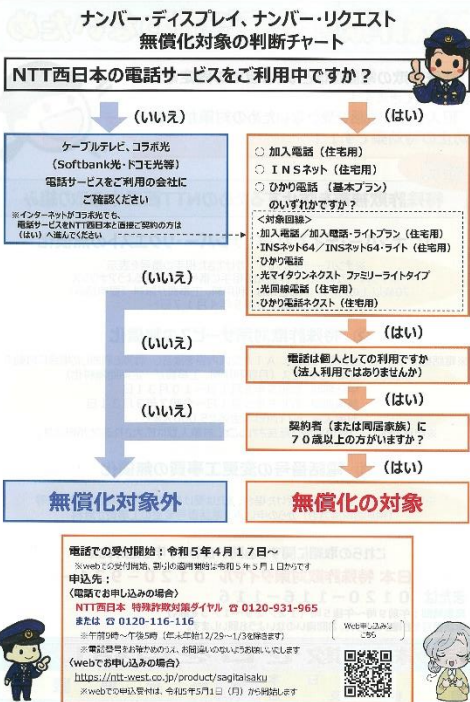 ナンバー・ディスプレイ、ナンバー・リクエスト
無償化対象の判断チャート
NTT西日本の電話サービスをご利用中ですか?
(いいえ)
(はい)
ケーブルテレビ、コラボ光
(Softbank光・ドコモ光等)
電話サービスをご利用の会社に
ご確認ください
※インターネットがコラボ光でも、
電話サービスをNTT西日本と直接ご契約の方は
(はい)へ進んでください
○ 加入電話(住宅用)
○ INSネット(住宅用)
○ ひかり電話(基本プラン)
のいずれかですか?
<対象回線>
・加入電話/加入電話・ライトプラン(住宅用)
・INSネット64/INSネット64・ライト(住宅用)
・ひかり電話
・光マイタウンネクスト ファミリーライトタイプ
・光回線電話(住宅用)
・ひかり電話ネクスト(住宅用)
(いいえ)
(はい)
電話は個人としての利用ですか
(法人利用ではありませんか)
(いいえ)
(はい)
契約者(または同居家族)に
70歳以上の方がいますか?
(いいえ)
(はい)
無償化対象外
無償化の対象
電話での受付開始:令和5年4月17日~
※webでの受付開始、割引の適用開始は令和5年5月1日からです
申込先:
〈電話でお申し込みの場合〉
NTT西日本 特殊詐欺対策ダイヤル ☎ 0120-931-965
または ☎ 0120-116-116
※午前9時~午後5時(年末年始12/29~1/3を除きます)
※電話番号をお確かめのうえ、お間違いのないようお願いいたします
〈webでお申し込みの場合〉
https://ntt-west.co.jp/product/sagitaisaku
※webでの申込受付は、令和5年5月1日(月)から開始します
Web申し込みは
こちら